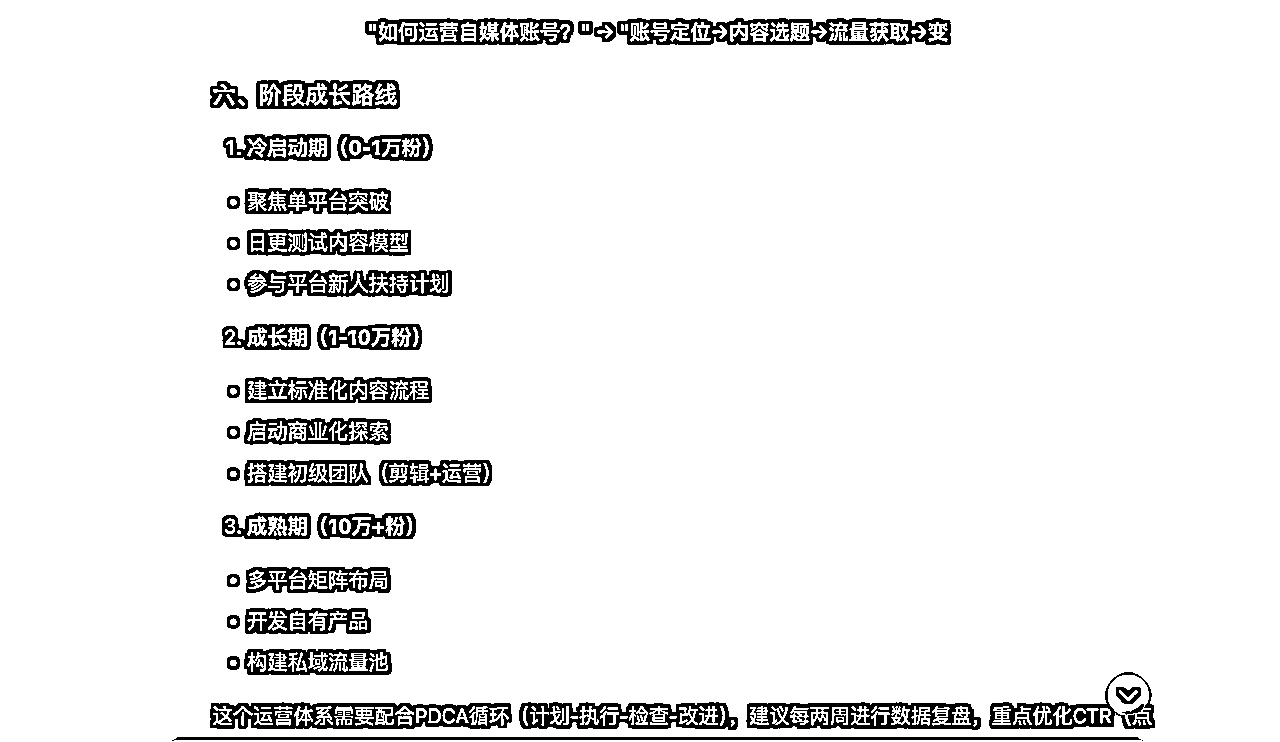 "如何运营自媒体账号？" → "账号定位→内容选题→流量获取→变
六、阶段成长路线
1. 冷启动期（0-1万粉）
聚焦单平台突破
日更测试内容模型
参与平台新人扶持计划
2. 成长期（1-10万粉）
建立标准化内容流程
启动商业化探索
搭建初级团队（剪辑+运营）
3. 成熟期（10万+粉）
多平台矩阵布局
开发自有产品
构建私域流量池
这个运营体系需要配合PDCA循环（计划-执行-检查-改进），建议每两周进行数据复盘，重点优化CTR（点